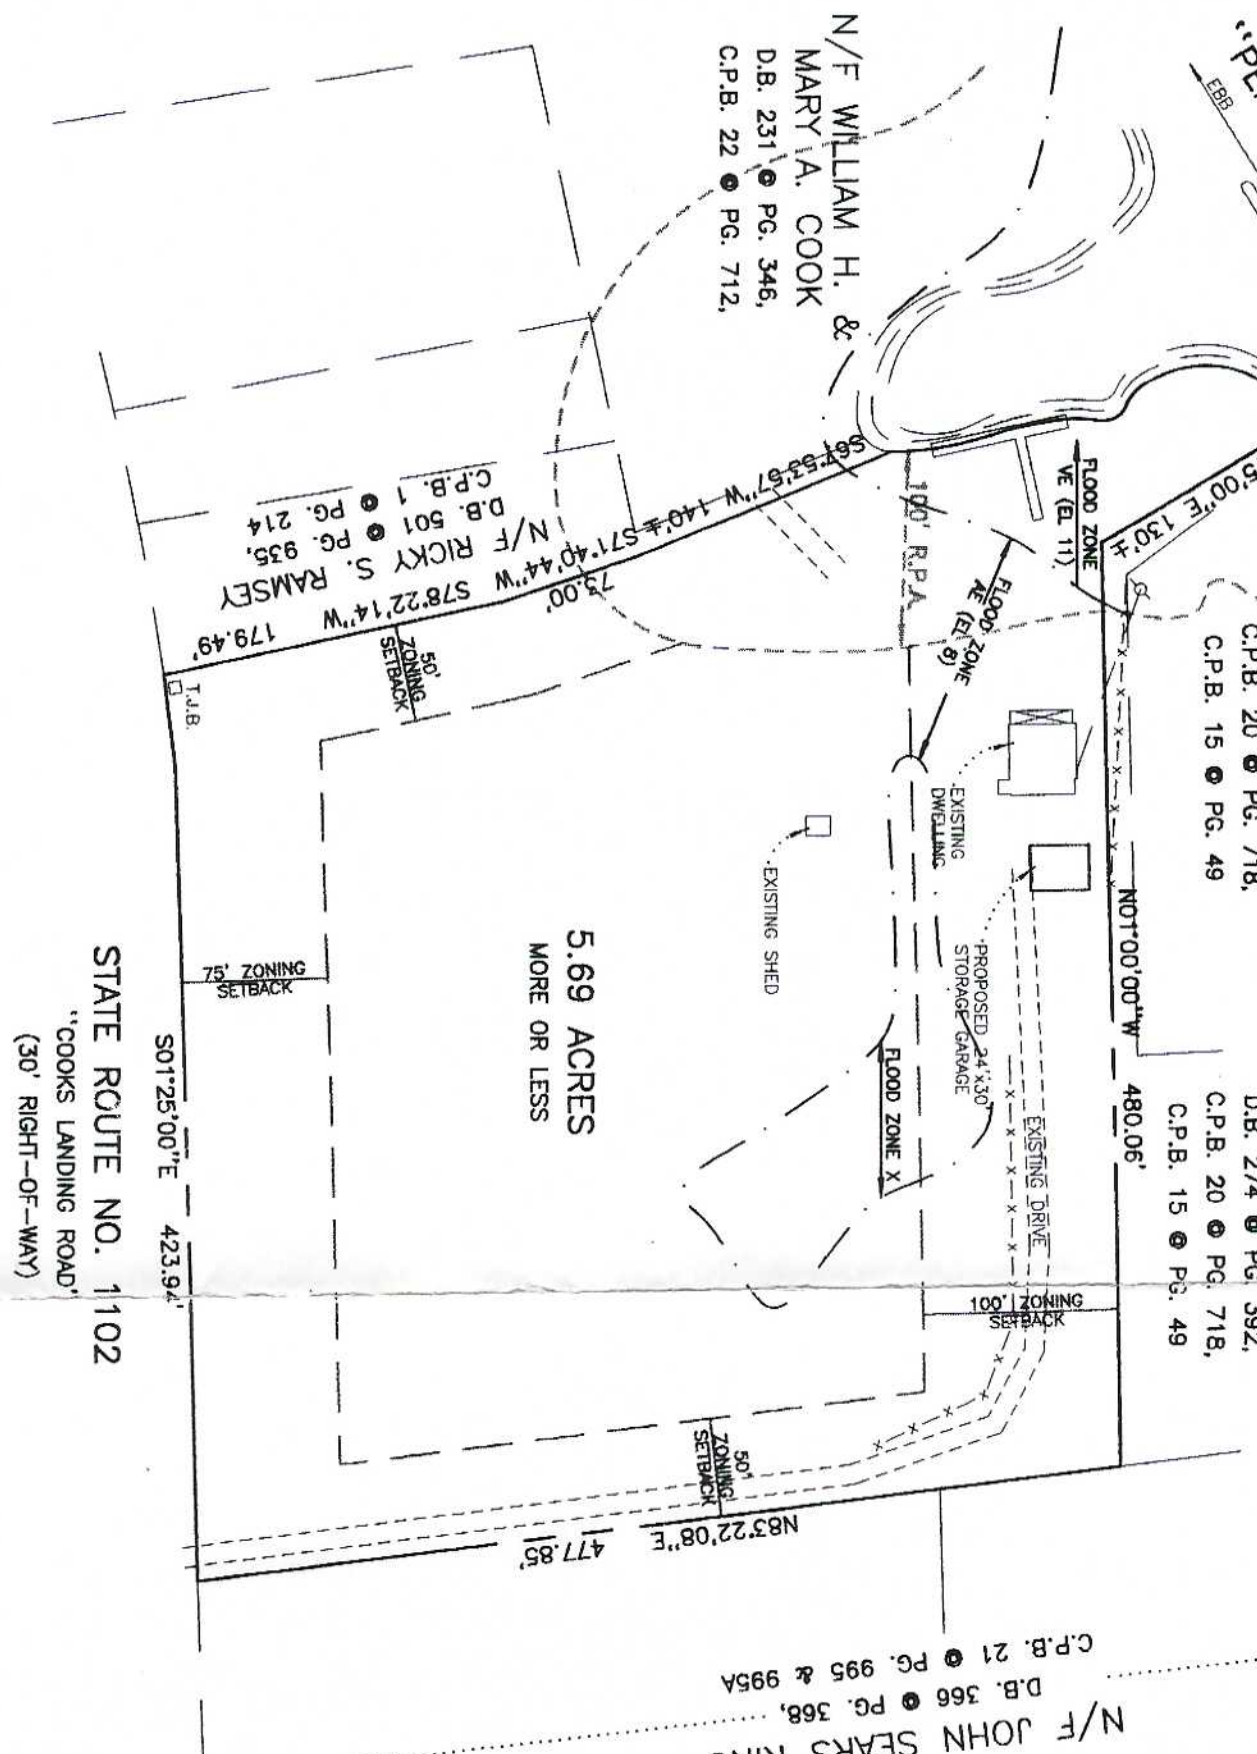 EBB
N/F WILLIAM H. &
MARY A. COOK
D.B. 231 @ PG. 346,
C.P.B. 22 @ PG. 712,
5'00"E 130'±
C.P.B. 20 @ PG. 718,
C.P.B. 15 @ PG. 49
D.B. 274 @ PG. 392,
C.P.B. 20 @ PG. 718,
C.P.B. 15 @ PG. 49
N01°00'00"W 480.06'
FLOOD ZONE
VE (EL 11)
FLOOD ZONE
AE (EL 8)
100' R.P.A.
S67°53'57"W 140'±
S71°40'44"W
73.00'
S78°22'14"W 179.49'
N/F RICKY S. RAMSEY
D.B. 501 @ PG. 935,
C.P.B. 1 @ PG. 214
T.J.B.
50'
ZONING
SETBACK
EXISTING
DWELLING
EXISTING SHED
PROPOSED 24'x30'
STORAGE GARAGE
EXISTING DRIVE
FLOOD ZONE X
100' ZONING
SETBACK
75' ZONING
SETBACK
5.69 ACRES
MORE OR LESS
50'
ZONING
SETBACK
N83°22'08"E 477.85'
S01°25'00"E 423.94'
STATE ROUTE NO. 1102
"COOKS LANDING ROAD"
(30' RIGHT-OF-WAY)
N/F JOHN SEARS
D.B. 366 @ PG. 368,
C.P.B. 21 @ PG. 995 & 995A